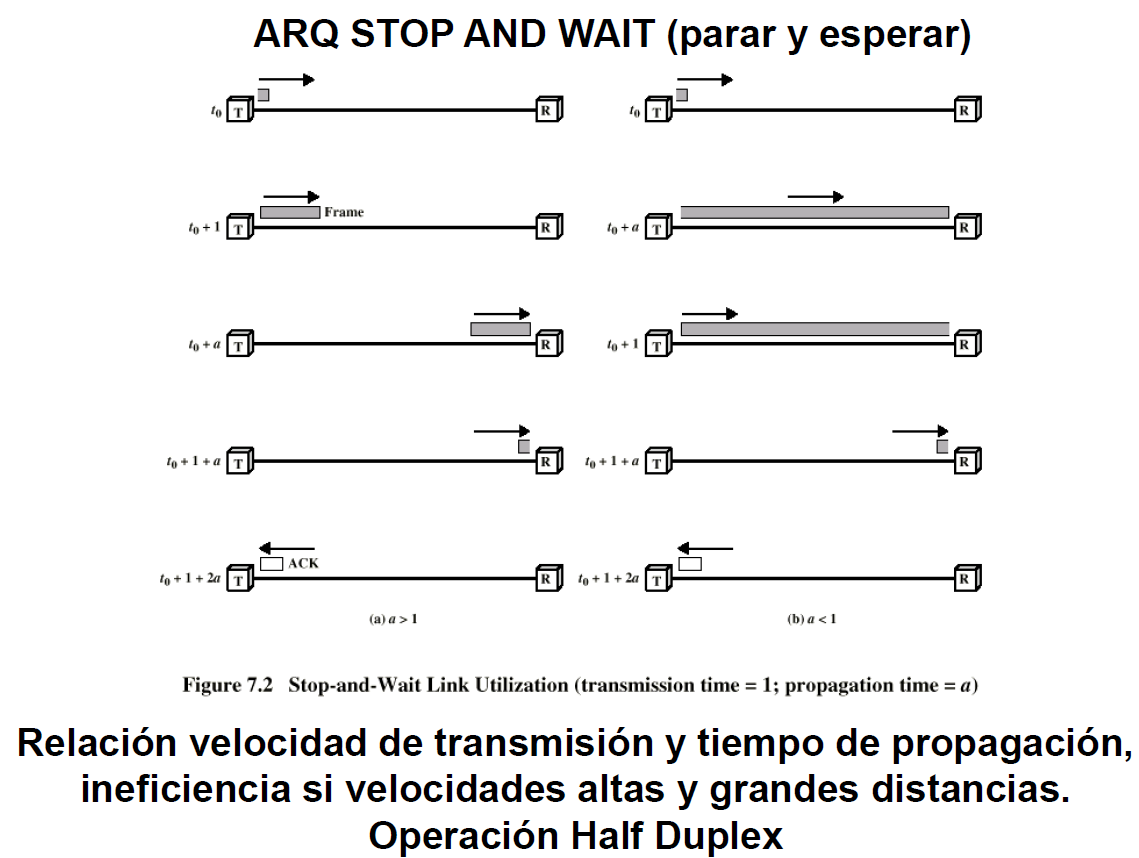 ARQ STOP AND WAIT (parar y esperar)
t0 T R
t0 T R
t0 + 1 T Frame R
t0 + a T R
t0 + a T R
t0 + 1 T R
t0 + 1 + a T R
t0 + 1 + a T R
t0 + 1 + 2a T ACK R
t0 + 1 + 2a T R
(a) a > 1
(b) a < 1
Figure 7.2 Stop-and-Wait Link Utilization (transmission time = 1; propagation time = a)
Relación velocidad de transmisión y tiempo de propagación,
ineficiencia si velocidades altas y grandes distancias.
Operación Half Duplex